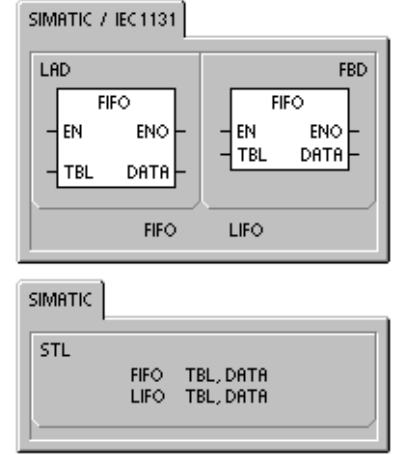 SIMATIC / IEC1131
LAD FBD
FIFO FIFO
EN ENO EN ENO
TBL DATA TBL DATA
FIFO LIFO
SIMATIC
STL
FIFO TBL, DATA
LIFO TBL, DATA